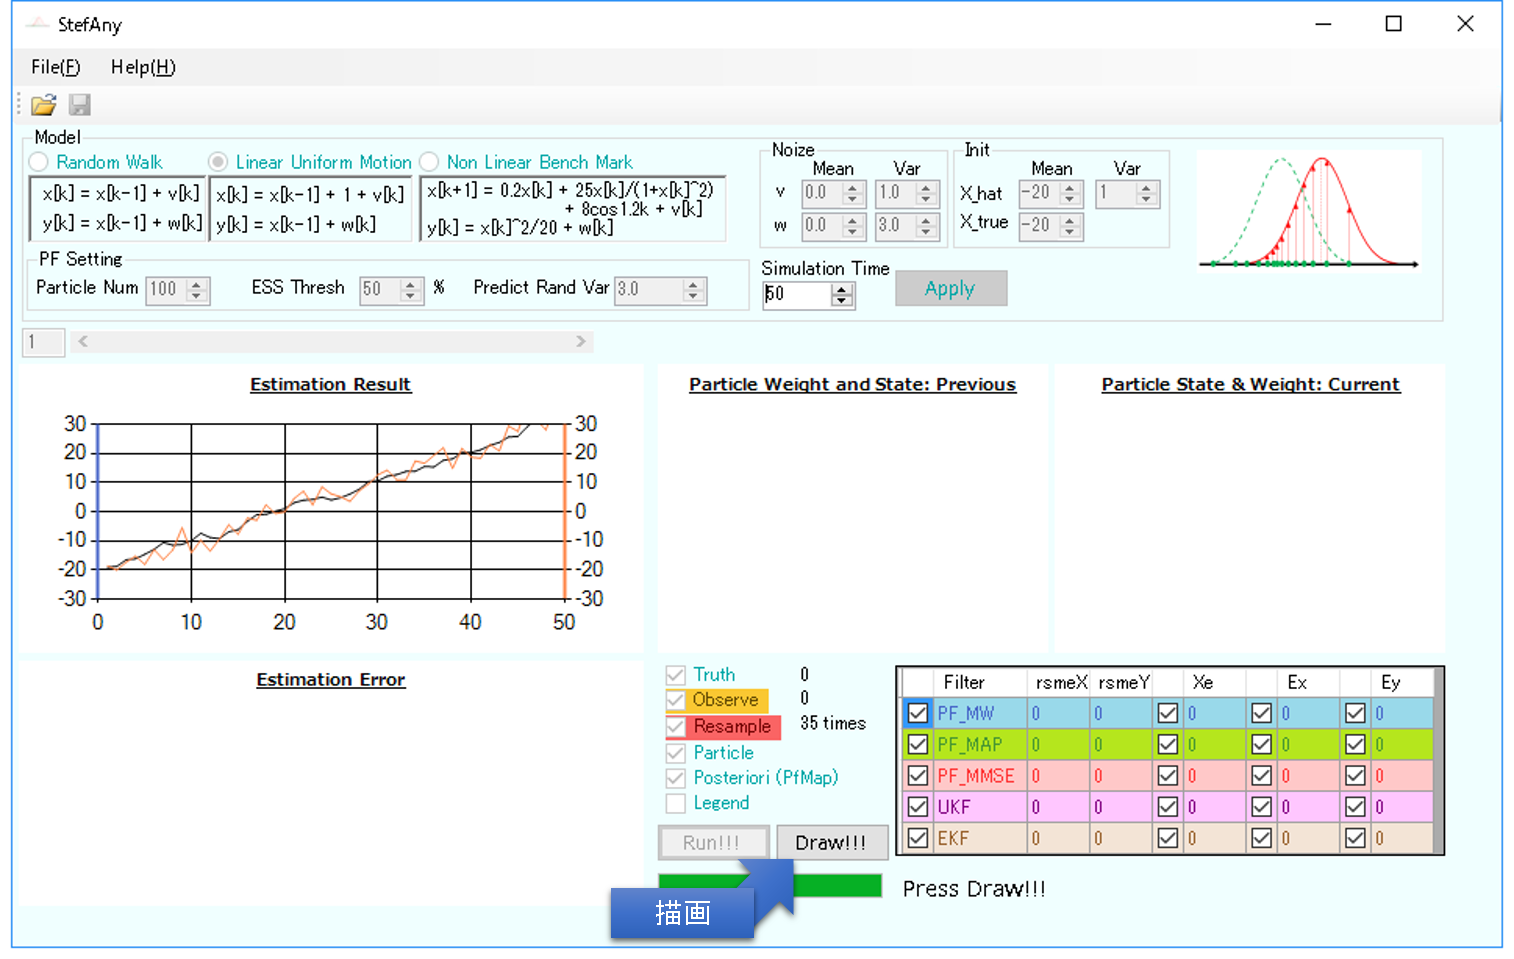 StefAny
File(F) Help(H)
Model
Random Walk
x[k] = x[k-1] + v[k]
y[k] = x[k-1] + w[k]
Linear Uniform Motion
x[k] = x[k-1] + 1 + v[k]
y[k] = x[k-1] + w[k]
Non Linear Bench Mark
x[k+1] = 0.2x[k] + 25x[k]/(1+x[k]^2)
+ 8cos1.2k + v[k]
y[k] = x[k]^2/20 + w[k]
Noize
Mean Var
v 0.0 1.0
w 0.0 3.0
Init
Mean Var
X_hat -20 1
X_true -20
PF Setting
Particle Num 100 ESS Thresh 50 % Predict Rand Var 3.0
Simulation Time
50
Apply
1
Estimation Result
30 30
20 20
10 10
0 0
-10 -10
-20 -20
-30 -30
0 10 20 30 40 50
Particle Weight and State: Previous
Particle State & Weight: Current
Estimation Error
Truth 0
Observe 0
Resample 35 times
Particle
Posteriori (PfMap)
Legend
Run!!! Draw!!!
描画
Filter rsmeX rsmeY Xe Ex Ey
PF_MW 0 0 0 0 0
PF_MAP 0 0 0 0 0
PF_MMSE 0 0 0 0 0
UKF 0 0 0 0 0
EKF 0 0 0 0 0
Press Draw!!!